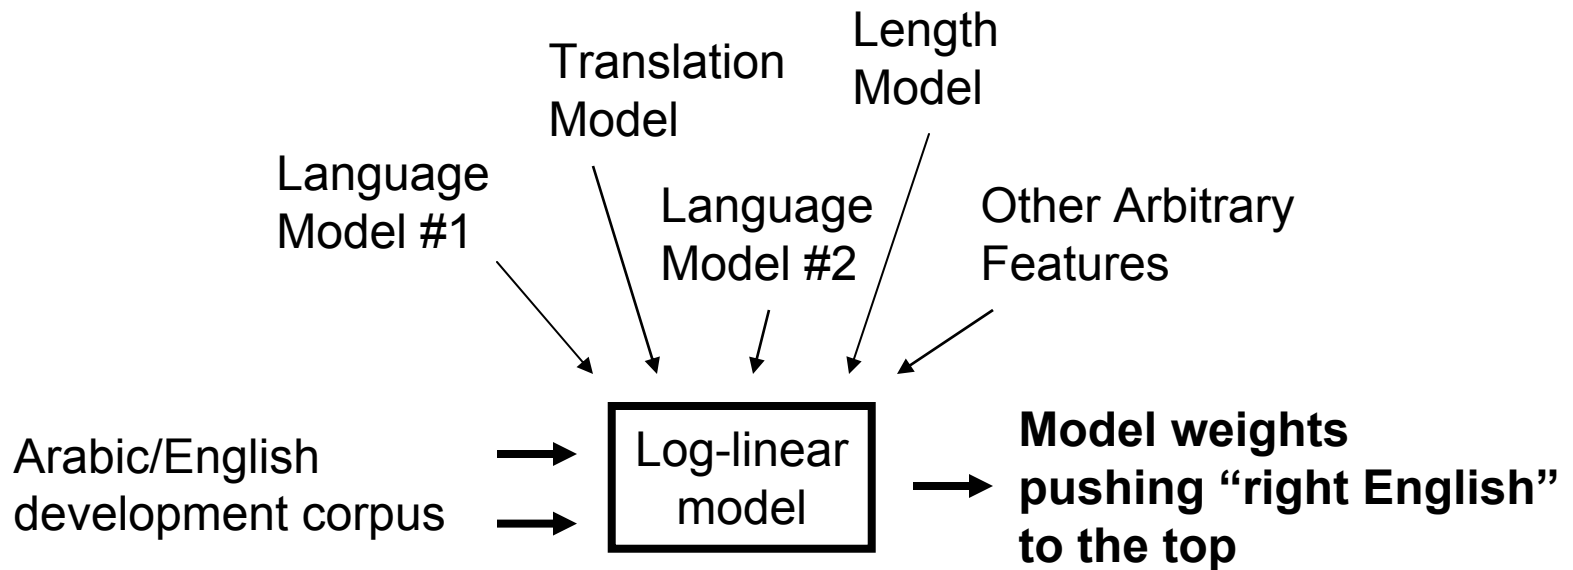 Length
Model
Translation
Model
Language
Model #1
Language
Model #2
Other Arbitrary
Features
Arabic/English
development corpus
Log-linear
model
Model weights
pushing “right English”
to the top